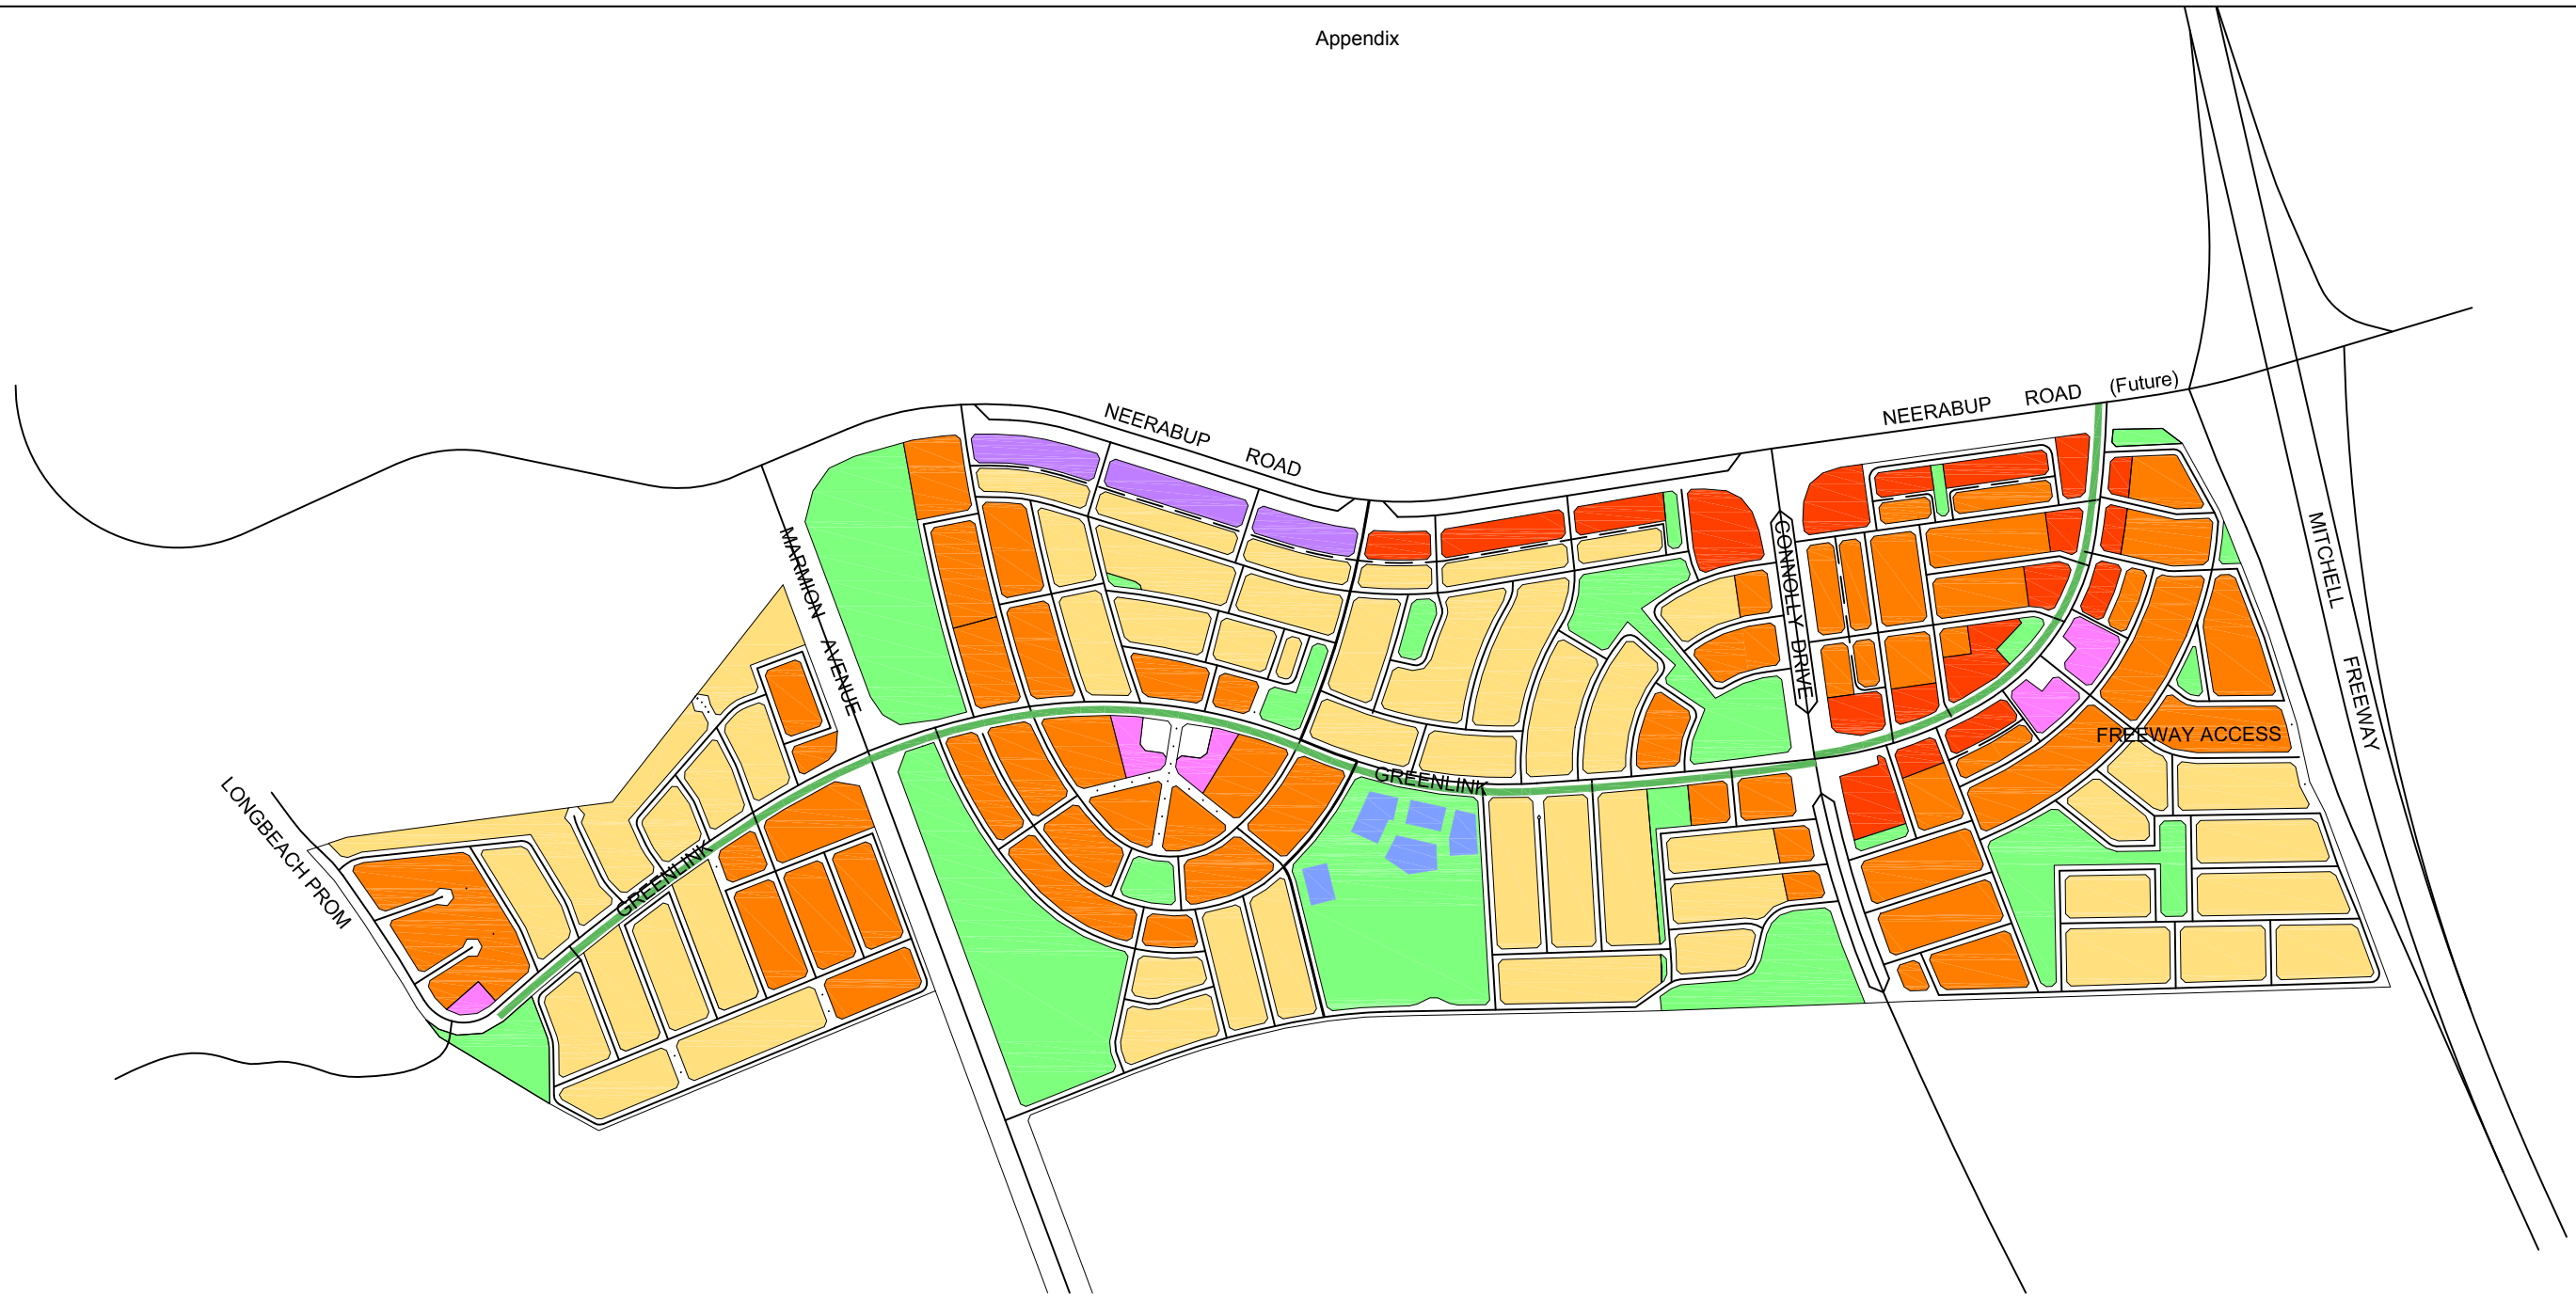 Appendix
NEERABUP ROAD
NEERABUP ROAD (Future)
MARMION AVENUE
CONNOLLY DRIVE
MITCHELL FREEWAY
FREEWAY ACCESS
GREENLINK
LONGBEACH PROM
GREENLINK